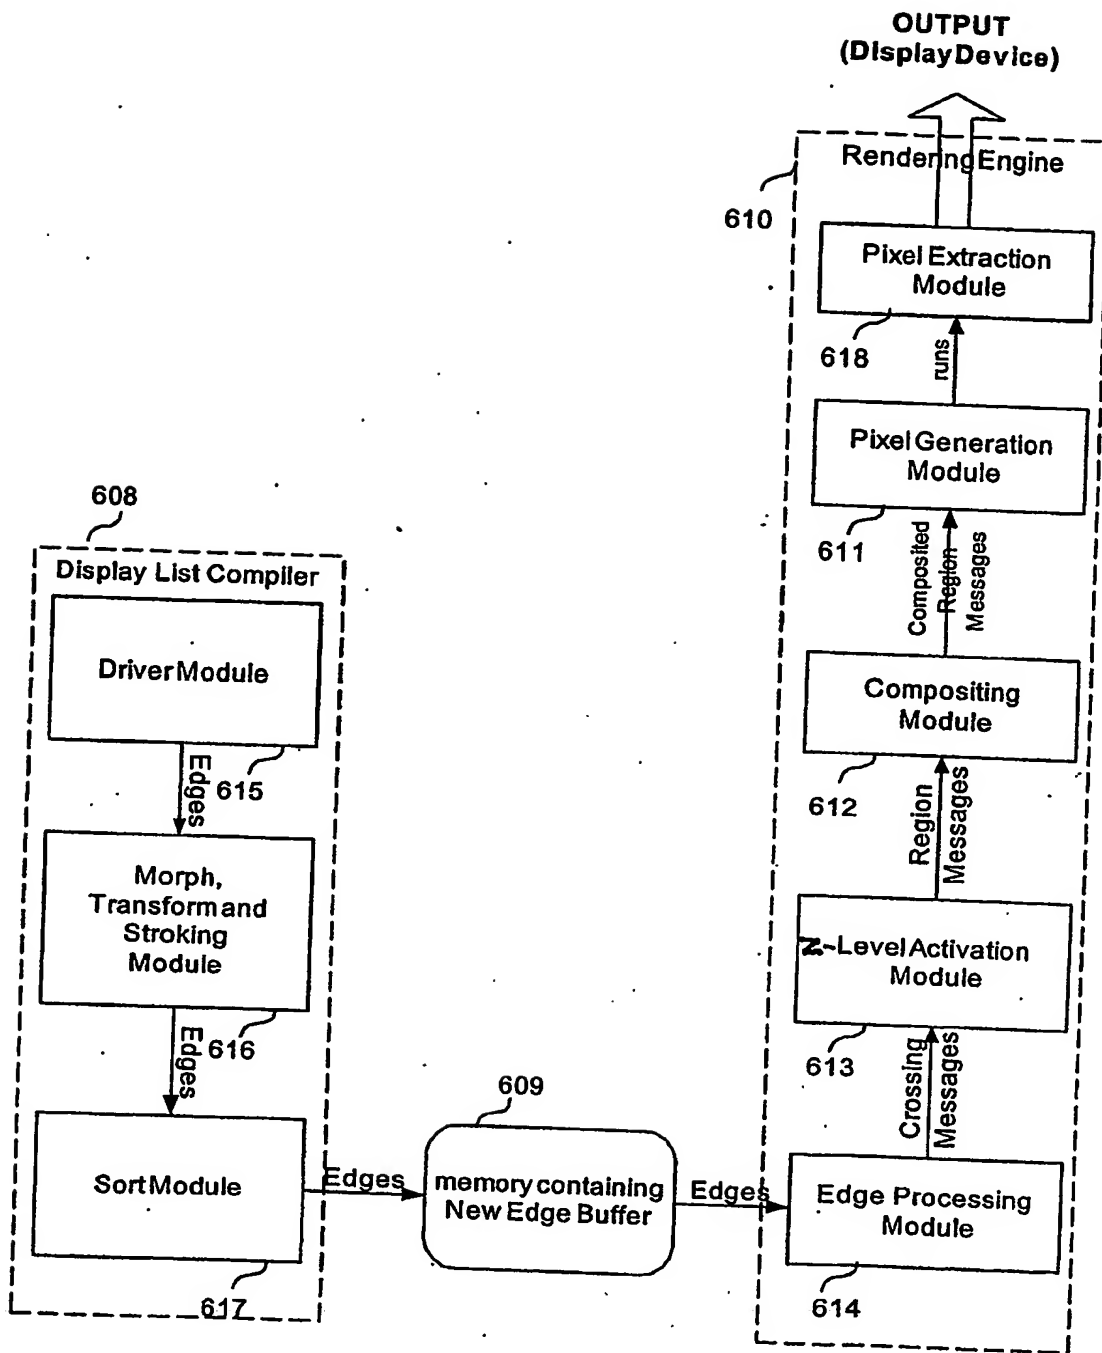 OUTPUT
(Display Device)
Rendering Engine
610
Pixel Extraction
Module
618
runs
Pixel Generation
Module
611
Composited
Region
Messages
Compositing
Module
612
Region
Messages
Z-Level Activation
Module
613
Crossing
Messages
Edge Processing
Module
614
608
Display List Compiler
Driver Module
615
Edges
Morph,
Transform and
Stroking
Module
616
Edges
Sort Module
617
Edges
609
memory containing
New Edge Buffer
Edges